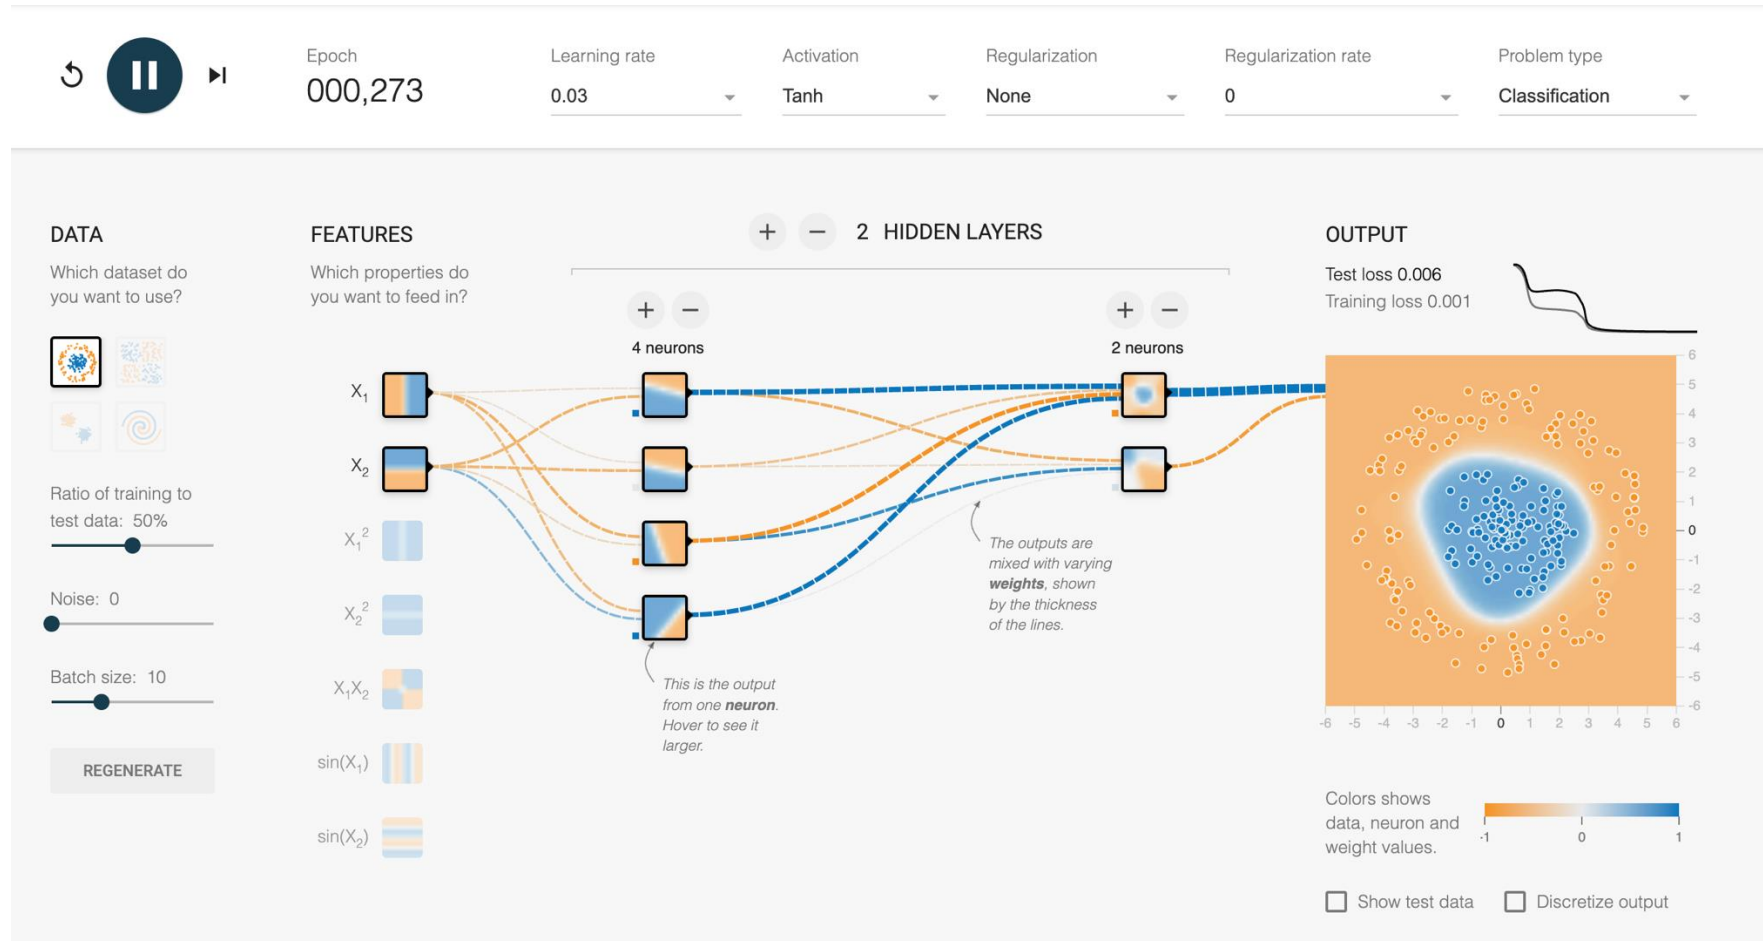 Epoch
000,273
Learning rate
0.03
Activation
Tanh
Regularization
None
Regularization rate
0
Problem type
Classification
DATA
Which dataset do
you want to use?
Ratio of training to
test data: 50%
Noise: 0
Batch size: 10
REGENERATE
FEATURES
Which properties do
you want to feed in?
X₁
X₂
X₁²
X₂²
X₁X₂
sin(X₁)
sin(X₂)
+ − 2 HIDDEN LAYERS
+ −
4 neurons
+ −
2 neurons
This is the output
from one neuron.
Hover to see it
larger.
The outputs are
mixed with varying
weights, shown
by the thickness
of the lines.
OUTPUT
Test loss 0.006
Training loss 0.001
6
5
4
3
2
1
0
-1
-2
-3
-4
-5
-6
-6 -5 -4 -3 -2 -1 0 1 2 3 4 5 6
Colors shows
data, neuron and
weight values.
-1 0 1
Show test data
Discretize output